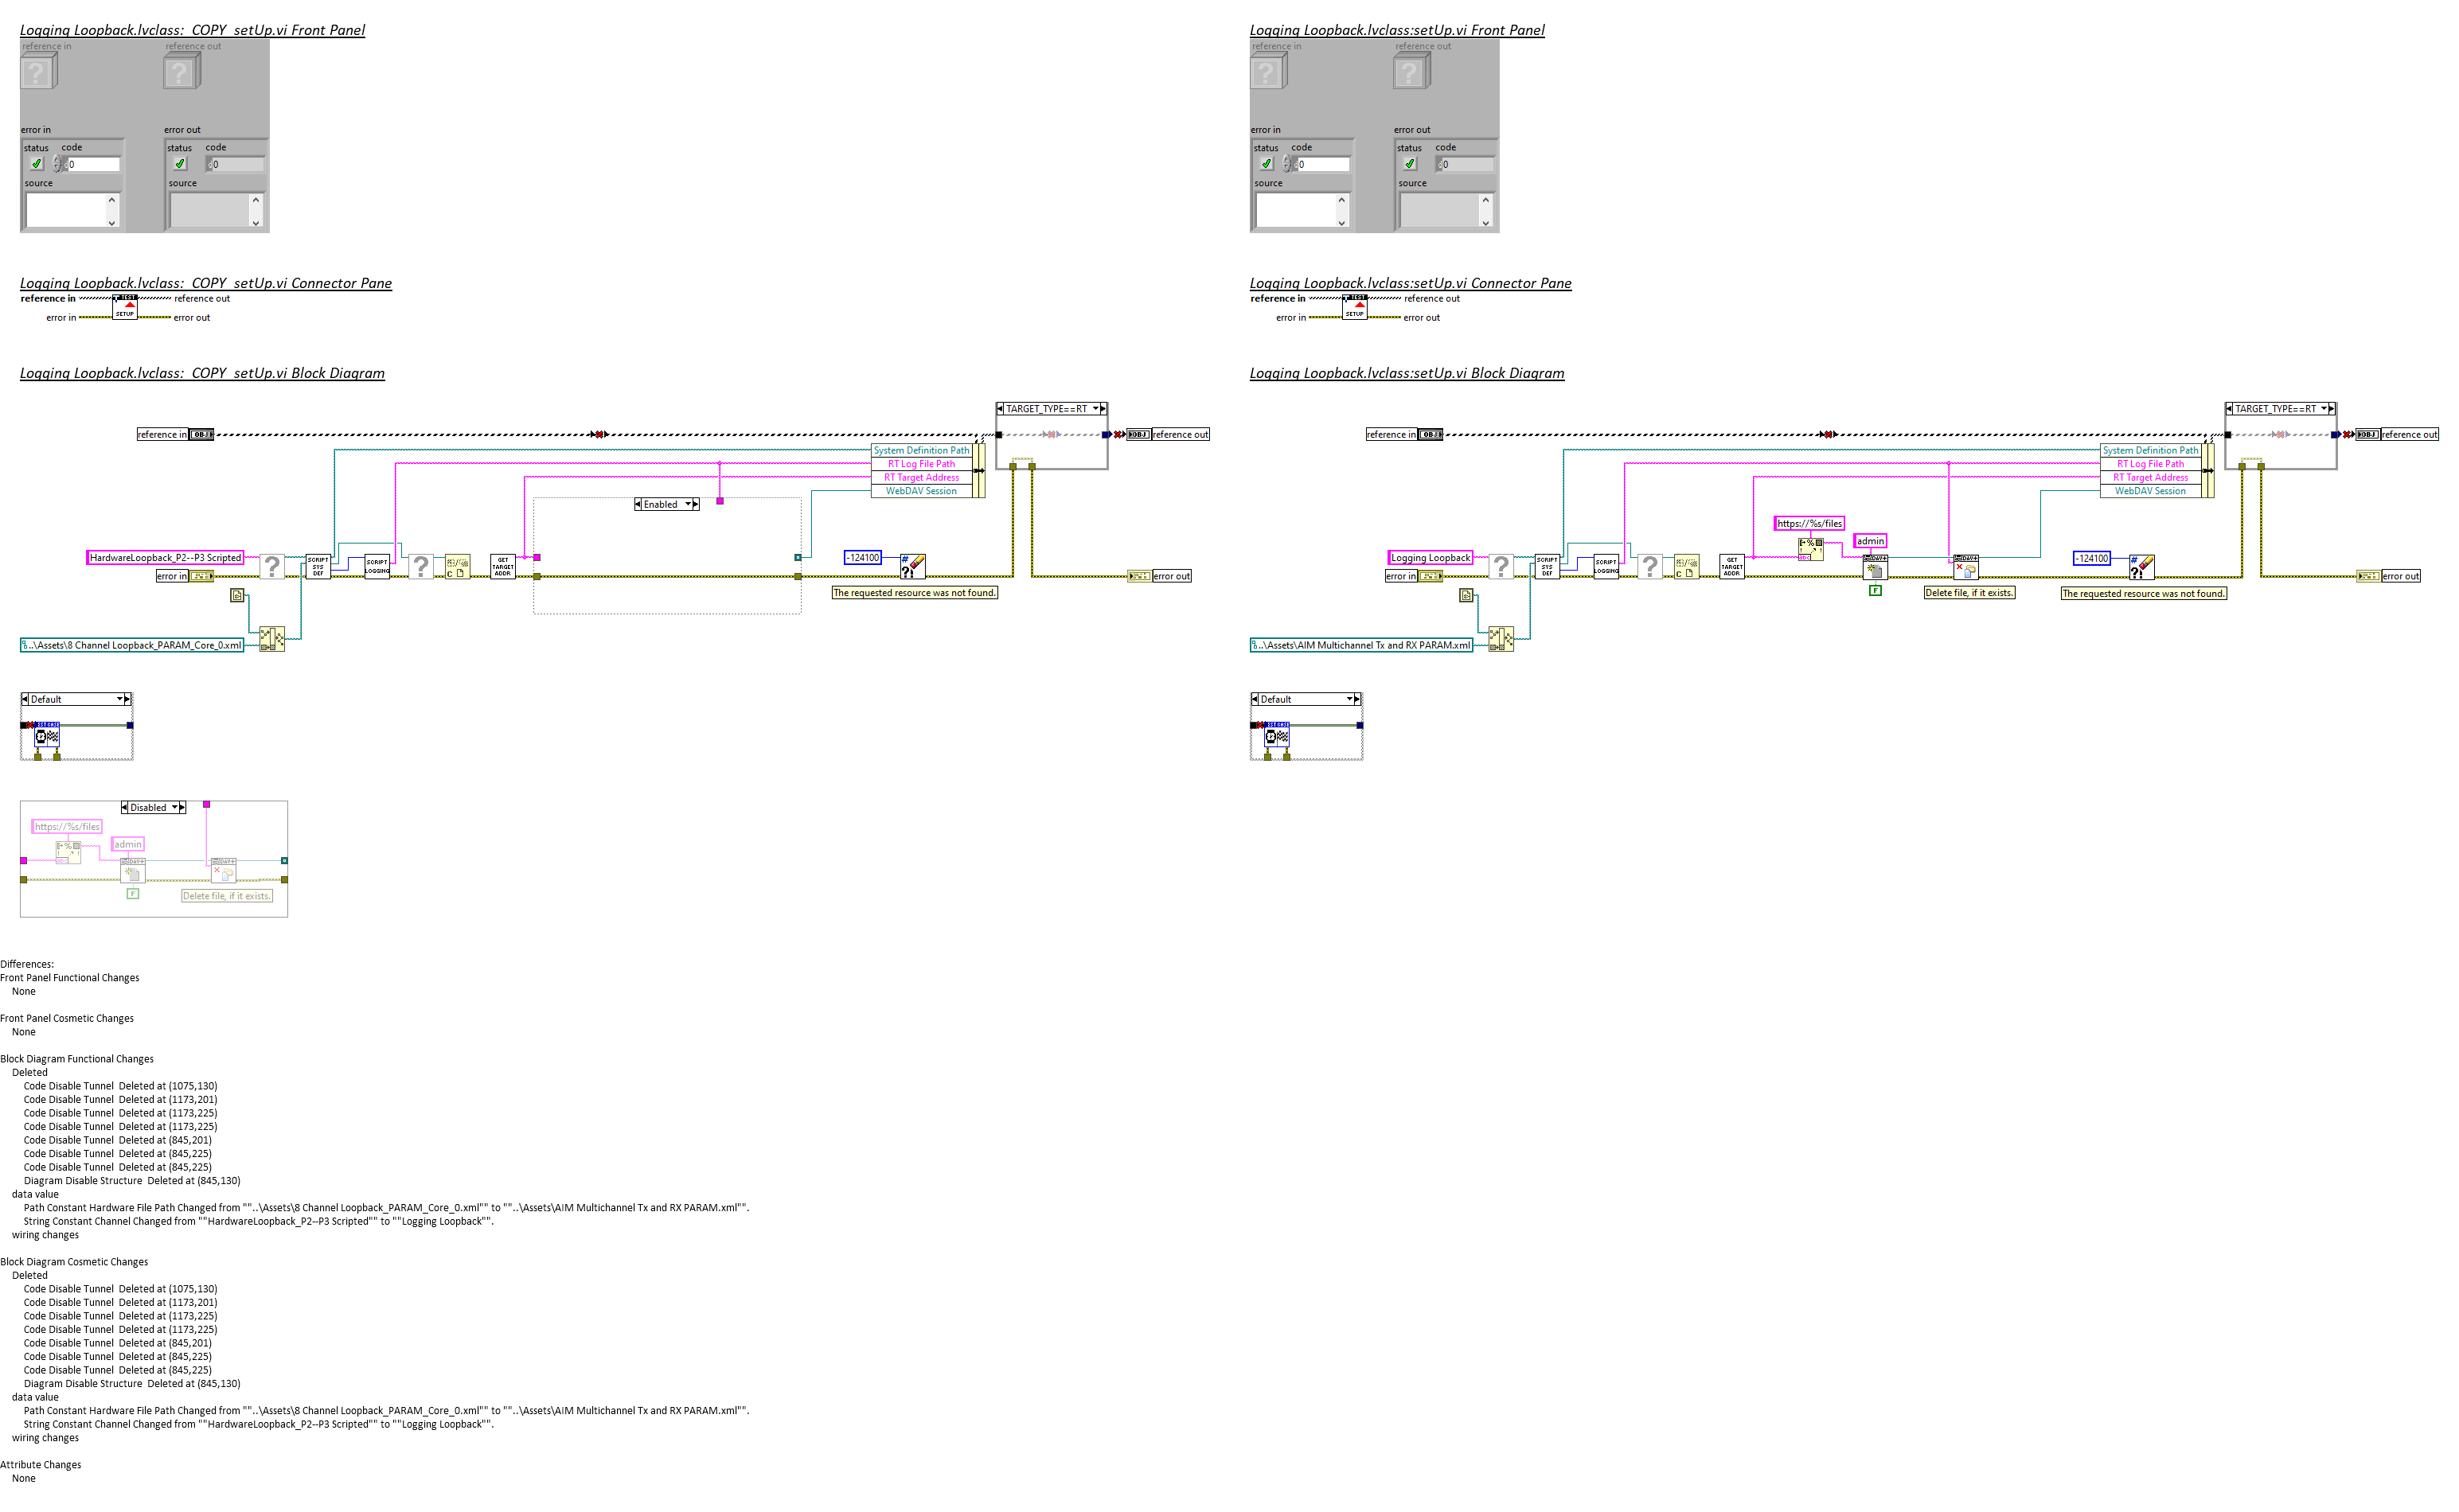 Logging Loopback.lvclass:  COPY  setUp.vi Front Panel
reference in
reference out
error in
error out
status
code
status
code
0
0
source
source
Logging Loopback.lvclass:  COPY  setUp.vi Connector Pane
reference in
reference out
TEST
SETUP
error in
error out
Logging Loopback.lvclass:  COPY  setUp.vi Block Diagram
TARGET_TYPE==RT
reference in
OBJ
OBJ
reference out
System Definition Path
RT Log File Path
RT Target Address
WebDAV Session
Enabled
HardwareLoopback_P2--P3 Scripted
SCRIPT SYS DEF
SCRIPT LOGGING
GET TARGET ADDR
-124100
error in
error out
The requested resource was not found.
..\Assets\8 Channel Loopback_PARAM_Core_0.xml
Default
Disabled
https://%s/files
admin
F
Delete file, if it exists.
Logging Loopback.lvclass:setUp.vi Front Panel
reference in
reference out
error in
error out
status
code
status
code
0
0
source
source
Logging Loopback.lvclass:setUp.vi Connector Pane
reference in
reference out
TEST
SETUP
error in
error out
Logging Loopback.lvclass:setUp.vi Block Diagram
TARGET_TYPE==RT
reference in
OBJ
OBJ
reference out
System Definition Path
RT Log File Path
RT Target Address
WebDAV Session
https://%s/files
admin
Logging Loopback
SCRIPT SYS DEF
SCRIPT LOGGING
GET TARGET ADDR
-124100
error in
error out
F
Delete file, if it exists.
The requested resource was not found.
..\Assets\AIM Multichannel Tx and RX PARAM.xml
Default
Differences:
Front Panel Functional Changes
None
Front Panel Cosmetic Changes
None
Block Diagram Functional Changes
Deleted
Code Disable Tunnel  Deleted at (1075,130)
Code Disable Tunnel  Deleted at (1173,201)
Code Disable Tunnel  Deleted at (1173,225)
Code Disable Tunnel  Deleted at (1173,225)
Code Disable Tunnel  Deleted at (845,201)
Code Disable Tunnel  Deleted at (845,225)
Code Disable Tunnel  Deleted at (845,225)
Diagram Disable Structure  Deleted at (845,130)
data value
Path Constant Hardware File Path Changed from ""..\Assets\8 Channel Loopback_PARAM_Core_0.xml"" to ""..\Assets\AIM Multichannel Tx and RX PARAM.xml"".
String Constant Channel Changed from ""HardwareLoopback_P2--P3 Scripted"" to ""Logging Loopback"".
wiring changes
Block Diagram Cosmetic Changes
Deleted
Code Disable Tunnel  Deleted at (1075,130)
Code Disable Tunnel  Deleted at (1173,201)
Code Disable Tunnel  Deleted at (1173,225)
Code Disable Tunnel  Deleted at (1173,225)
Code Disable Tunnel  Deleted at (845,201)
Code Disable Tunnel  Deleted at (845,225)
Code Disable Tunnel  Deleted at (845,225)
Diagram Disable Structure  Deleted at (845,130)
data value
Path Constant Hardware File Path Changed from ""..\Assets\8 Channel Loopback_PARAM_Core_0.xml"" to ""..\Assets\AIM Multichannel Tx and RX PARAM.xml"".
String Constant Channel Changed from ""HardwareLoopback_P2--P3 Scripted"" to ""Logging Loopback"".
wiring changes
Attribute Changes
None